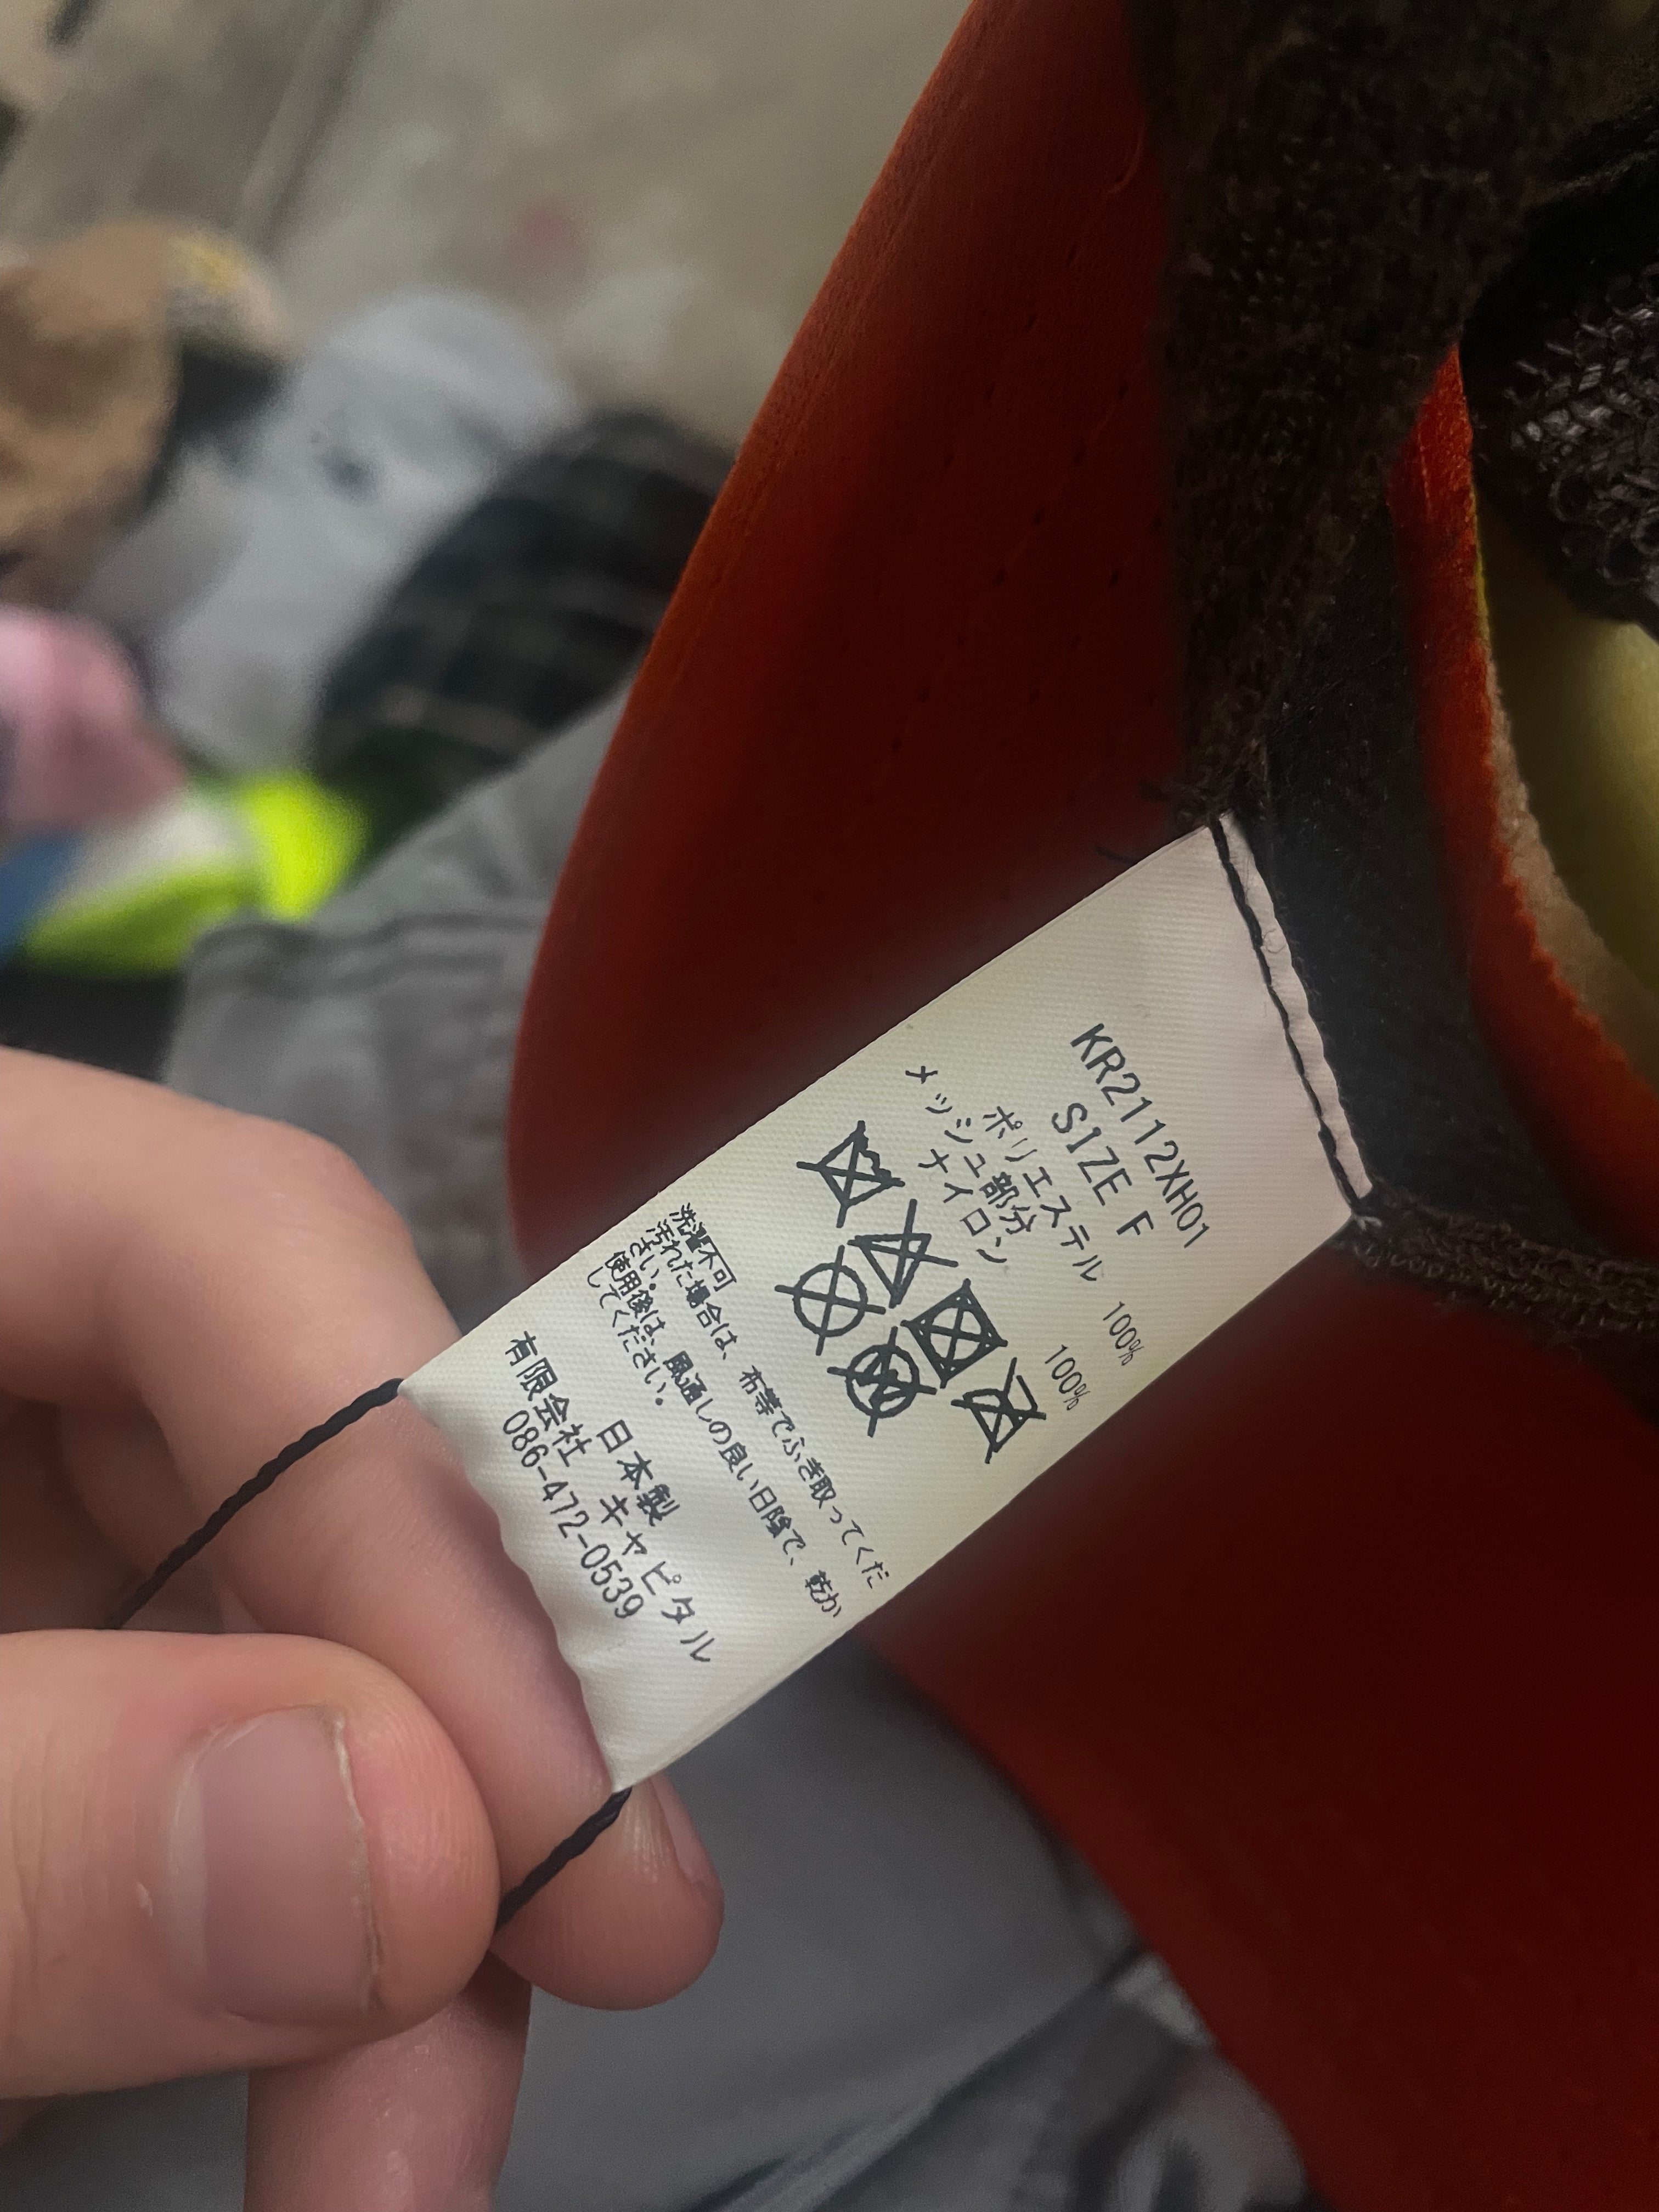 KR2112XH01
SIZE F
ポリエステル 100%
メッシュ部分
ナイロン 100%
洗濯不可
汚れた場合は、布等でふき取ってくだ
さい。
使用後は、風通しの良い日陰で、乾か
してください。
日本製
有限会社 キャピタル
086-472-0539